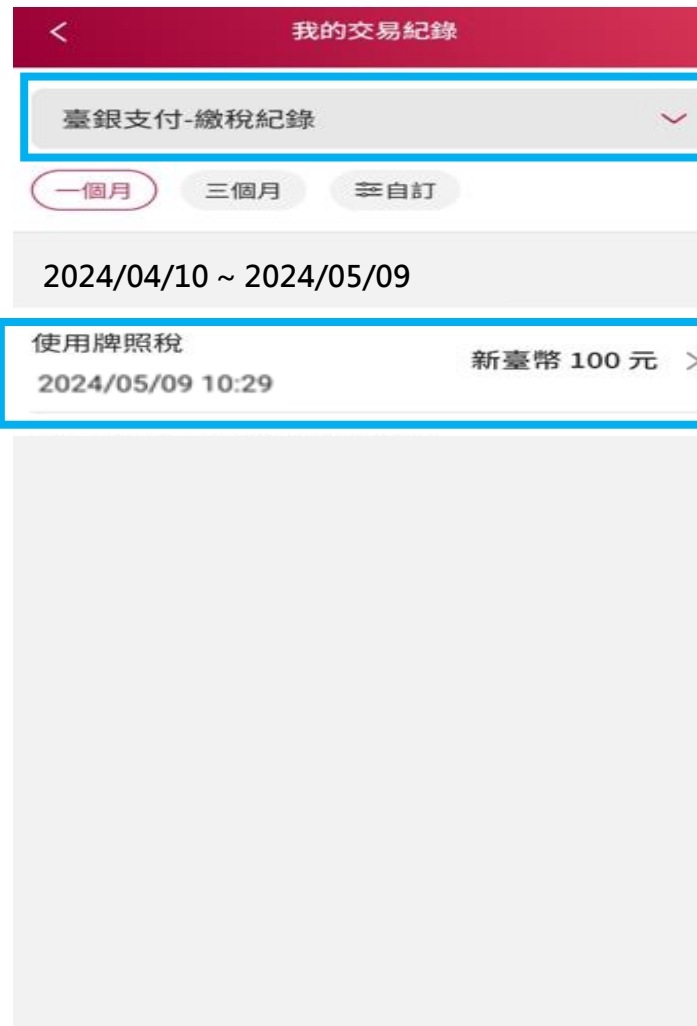 我的交易紀錄
臺銀支付-繳稅紀錄
一個月 三個月 自訂
2024/04/10 ~ 2024/05/09
使用牌照稅
新臺幣 100 元
2024/05/09 10:29